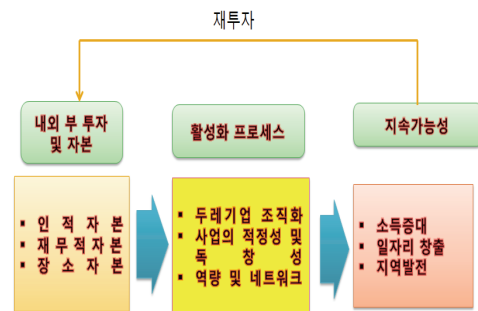 재투자
내외 부 투자
및 자본
활성화 프로세스
지속가능성
▪ 인 적 자 본
▪ 재 무 적 자 본
▪ 장 소 자 본
▪ 두레기업 조직화
▪ 사업의 적정성 및
독 창 성
▪ 역량 및 네트워크
▪ 소득증대
▪ 일자리 창출
▪ 지역발전